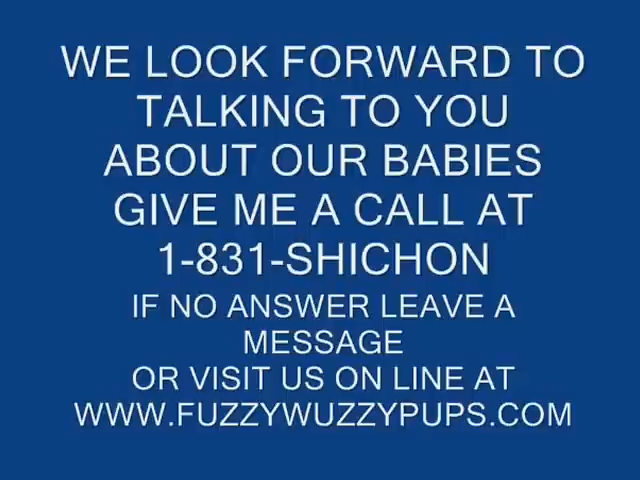 WE LOOK FORWARD TO
TALKING TO YOU
ABOUT OUR BABIES
GIVE ME A CALL AT
1-831-SHICHON
IF NO ANSWER LEAVE A
MESSAGE
OR VISIT US ON LINE AT
WWW.FUZZYWUZZYPUPS.COM